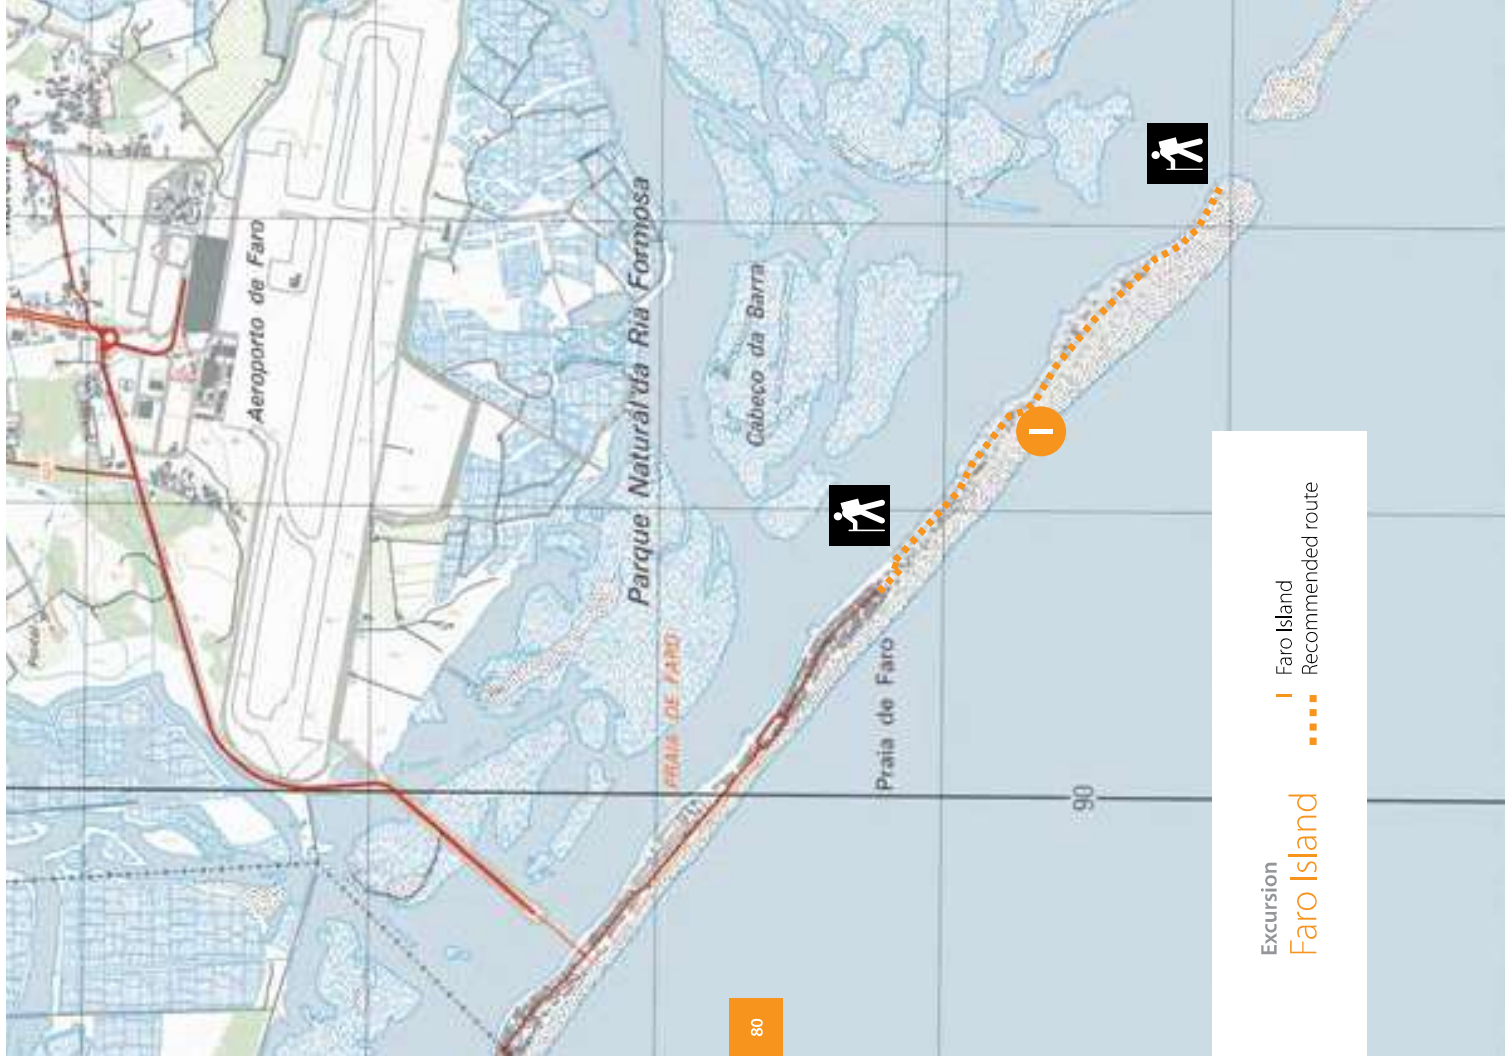 Aeroporto de Faro
Parque Natural da Ria Formosa
Cabeço da Barra
PRAIA DE FARO
Praia de Faro
Pontal
90
I
Excursion
Faro Island
I Faro Island
Recommended route
80